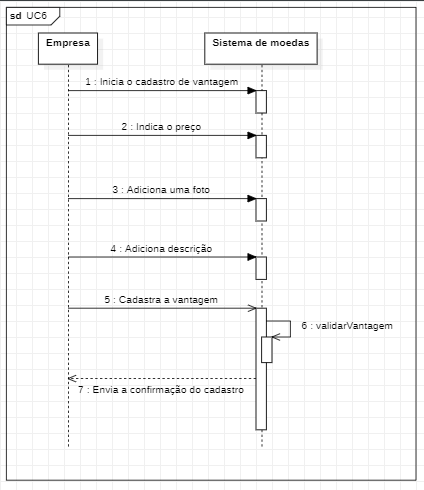 sd UC6
Empresa
Sistema de moedas
1 : Inicia o cadastro de vantagem
2 : Indica o preço
3 : Adiciona uma foto
4 : Adiciona descrição
5 : Cadastra a vantagem
6 : validarVantagem
7 : Envia a confirmação do cadastro